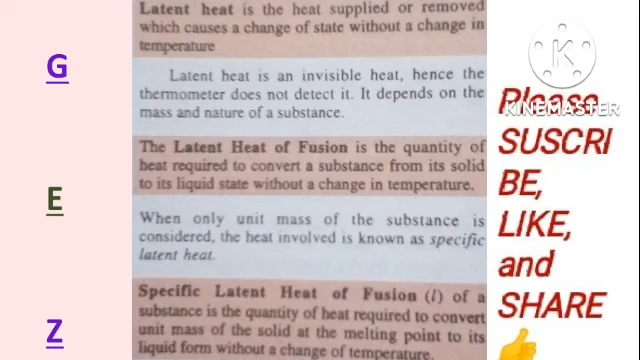 G
E
Z
Latent heat is the heat supplied or removed
which causes a change of state without a change in
temperature
Latent heat is an invisible heat, hence the
thermometer does not detect it. It depends on the
mass and nature of a substance.
The Latent Heat of Fusion is the quantity of
heat required to convert a substance from its solid
to its liquid state without a change in temperature.
When only unit mass of the substance is
considered, the heat involved is known as specific
latent heat.
Specific Latent Heat of Fusion (l) of a
substance is the quantity of heat required to convert
unit mass of the solid at the melting point to its
liquid form without a change of temperature.
K
KINEMASTER
Please
SUSCRI
BE,
LIKE,
and
SHARE